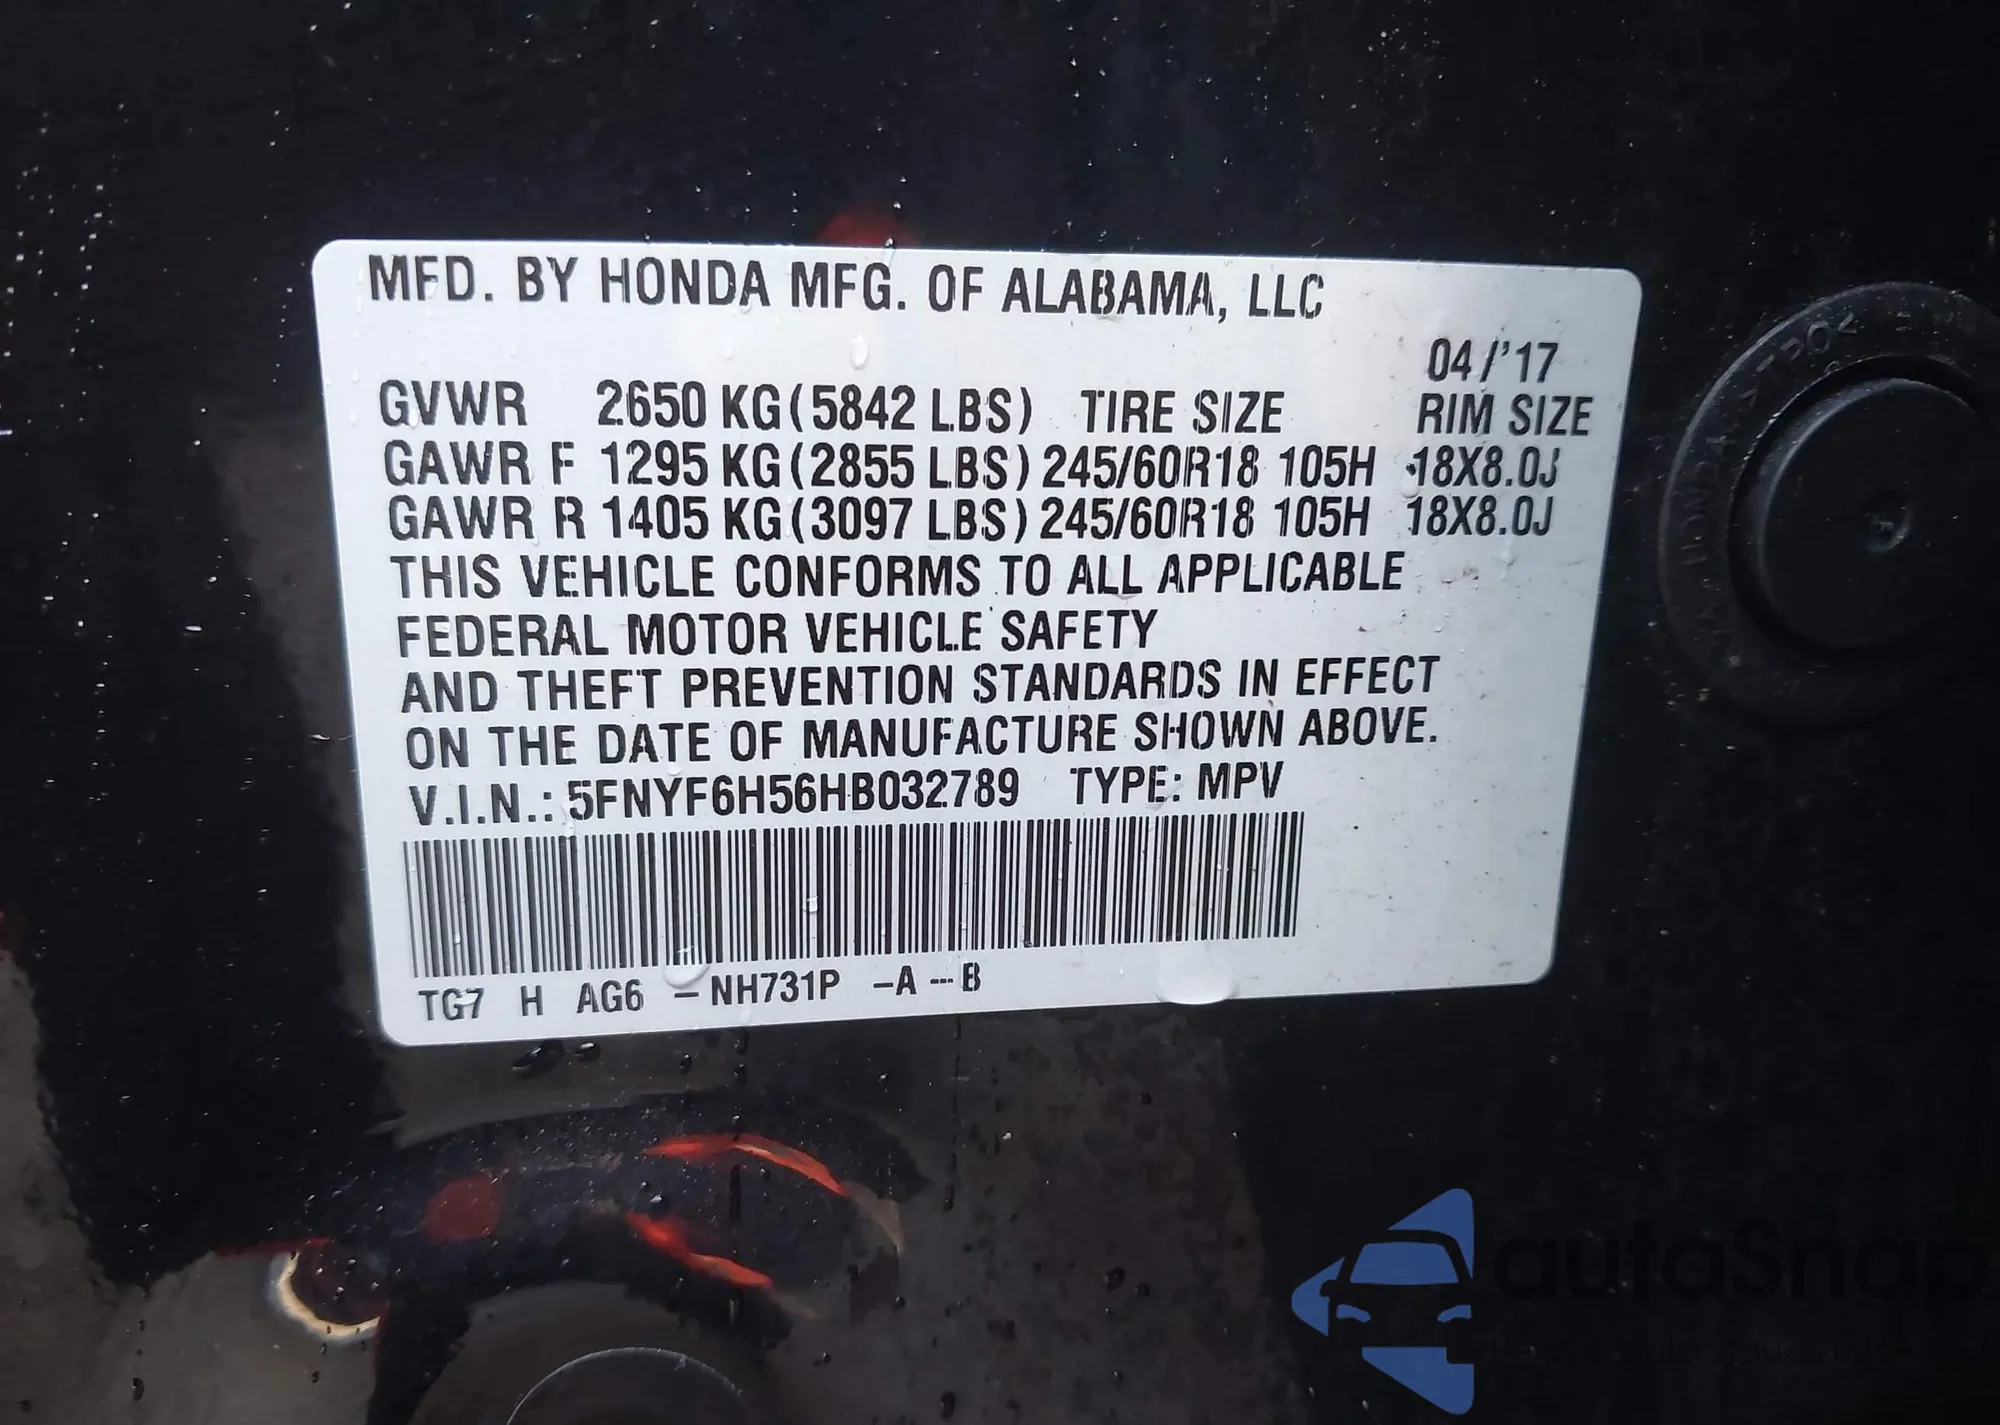 MFD. BY HONDA MFG. OF ALABAMA, LLC
04/'17
GVWR 2650 KG (5842 LBS) TIRE SIZE RIM SIZE
GAWR F 1295 KG (2855 LBS) 245/60R18 105H 18X8.0J
GAWR R 1405 KG (3097 LBS) 245/60R18 105H 18X8.0J
THIS VEHICLE CONFORMS TO ALL APPLICABLE
FEDERAL MOTOR VEHICLE SAFETY
AND THEFT PREVENTION STANDARDS IN EFFECT
ON THE DATE OF MANUFACTURE SHOWN ABOVE.
V.I.N.: 5FNYF6H56HB032789 TYPE: MPV
TG7 H AG6 – NH731P –A --- B
HONDA
autoSnap